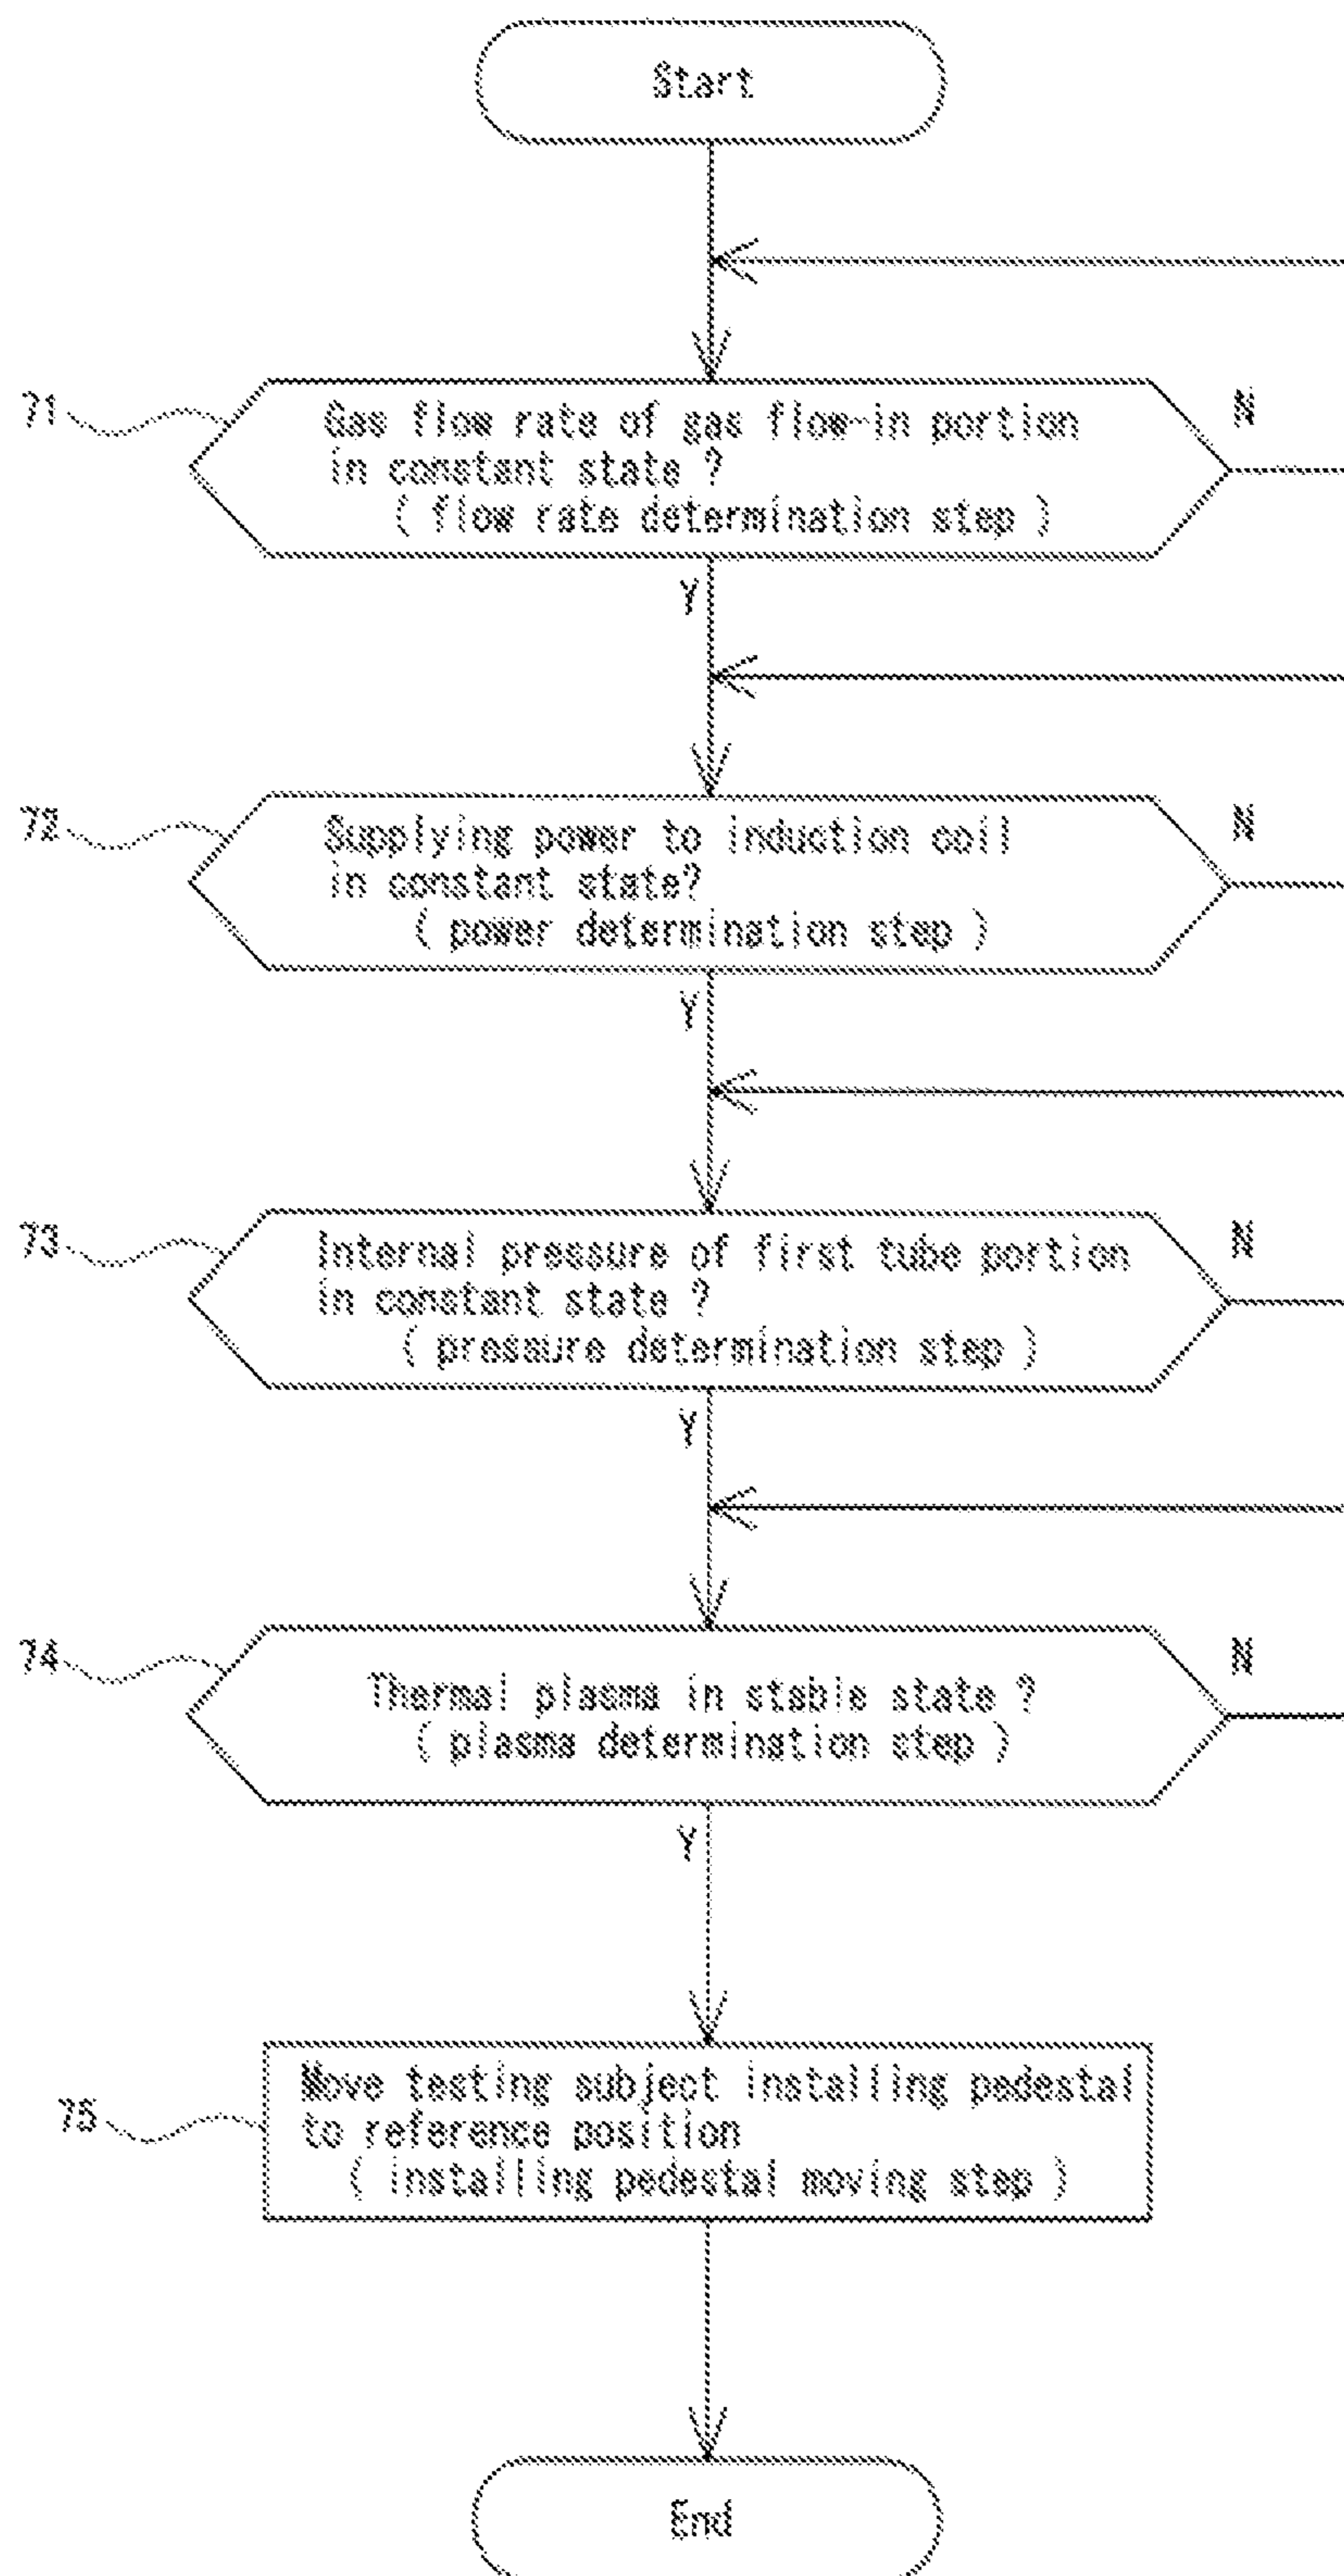 Start
71
Gas flow rate of gas flow-in portion
in constant state ?
( flow rate determination step )
N
Y
72
Supplying power to induction coil
in constant state?
( power determination step )
N
Y
73
Internal pressure of first tube portion
in constant state ?
( pressure determination step )
N
Y
74
Thermal plasma in stable state ?
( plasma determination step )
N
Y
75
Move testing subject installing pedestal
to reference position
( installing pedestal moving step )
End